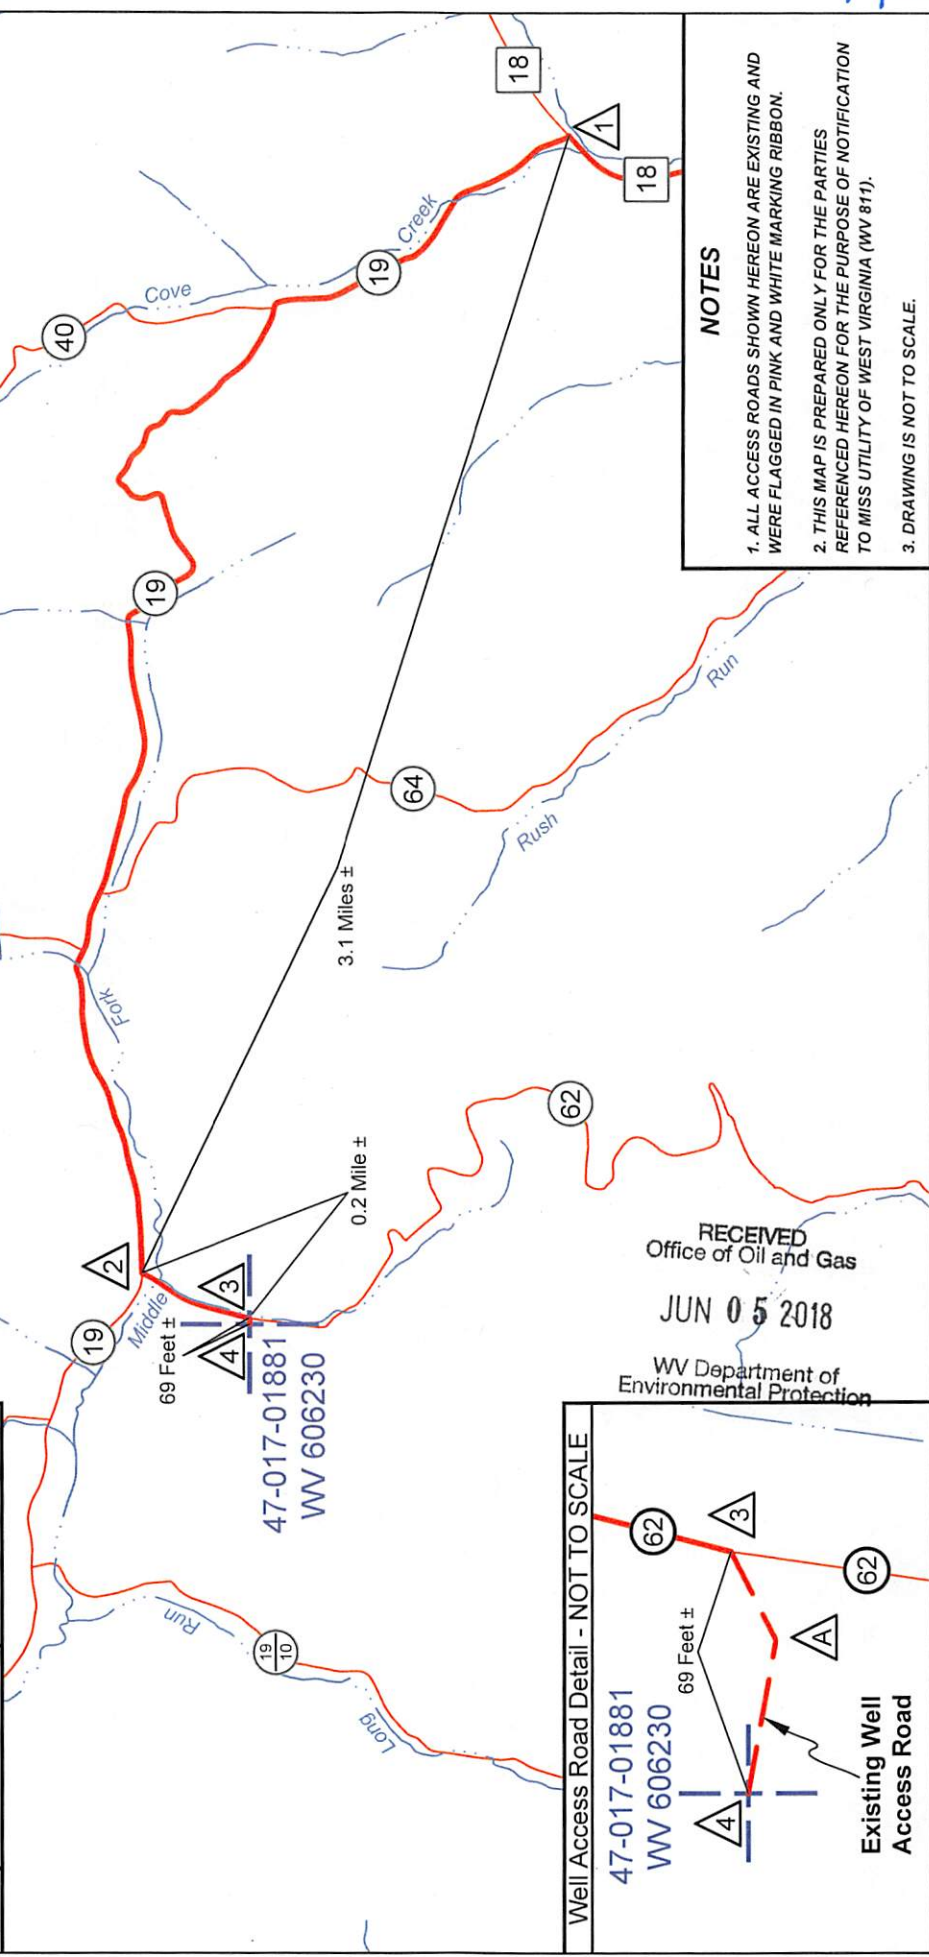 40
Cove
19
Creek
18
18
1
19
3.1 Miles ±
64
Rush
Run
Fork
2
19
Middle
69 Feet ±
3
4
0.2 Mile ±
47-017-01881
WV 606230
62
Run
19
10
Long
NOTES
1. ALL ACCESS ROADS SHOWN HEREON ARE EXISTING AND
WERE FLAGGED IN PINK AND WHITE MARKING RIBBON.
2. THIS MAP IS PREPARED ONLY FOR THE PARTIES
REFERENCED HEREON FOR THE PURPOSE OF NOTIFICATION
TO MISS UTILITY OF WEST VIRGINIA (WV 811).
3. DRAWING IS NOT TO SCALE.
RECEIVED
Office of Oil and Gas
JUN 05 2018
WV Department of
Environmental Protection
Well Access Road Detail - NOT TO SCALE
47-017-01881
WV 606230
69 Feet ±
62
3
4
A
62
Existing Well
Access Road